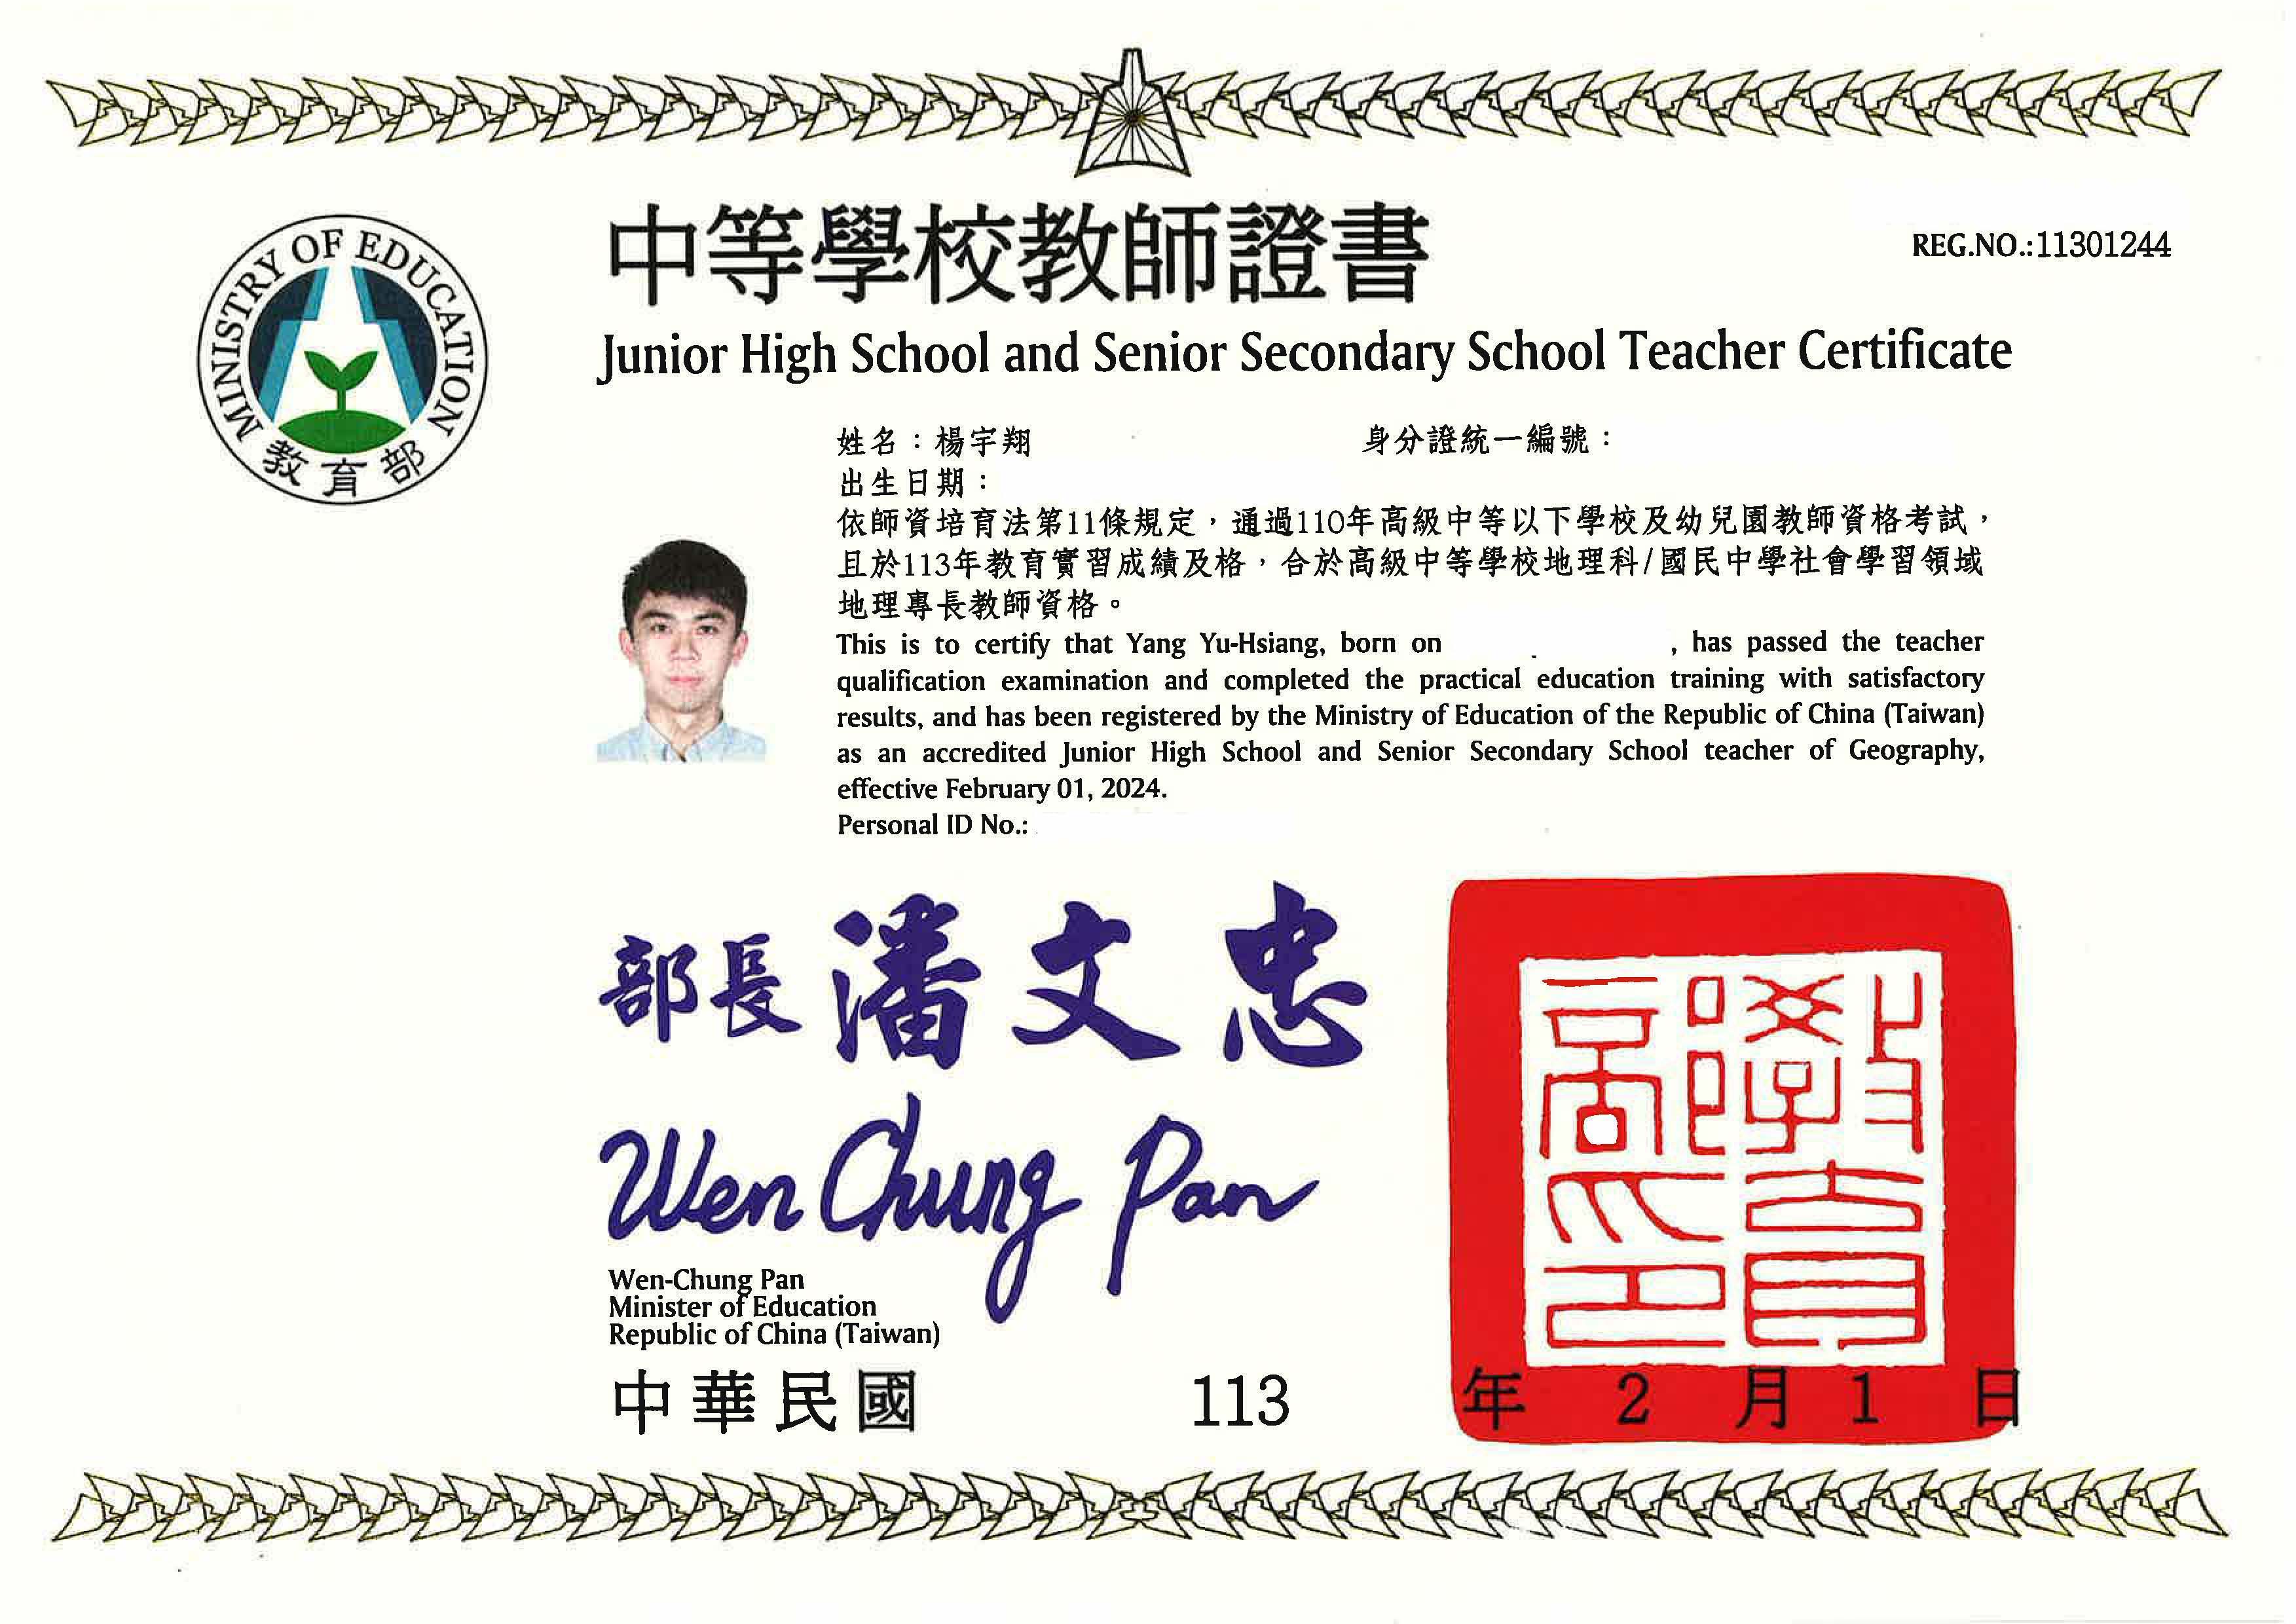 MINISTRY OF EDUCATION
教育部
中等學校教師證書
REG.NO.:11301244
Junior High School and Senior Secondary School Teacher Certificate
姓名：楊宇翔 身分證統一編號：
出生日期：
依師資培育法第11條規定，通過110年高級中等以下學校及幼兒園教師資格考試，
且於113年教育實習成績及格，合於高級中等學校地理科/國民中學社會學習領域
地理專長教師資格。
This is to certify that Yang Yu-Hsiang, born on , has passed the teacher
qualification examination and completed the practical education training with satisfactory
results, and has been registered by the Ministry of Education of the Republic of China (Taiwan)
as an accredited Junior High School and Senior Secondary School teacher of Geography,
effective February 01, 2024.
Personal ID No.:
部長 潘文忠
Wen Chung Pan
Wen-Chung Pan
Minister of Education
Republic of China (Taiwan)
教育部印
中華民國 113 年 2 月 1 日